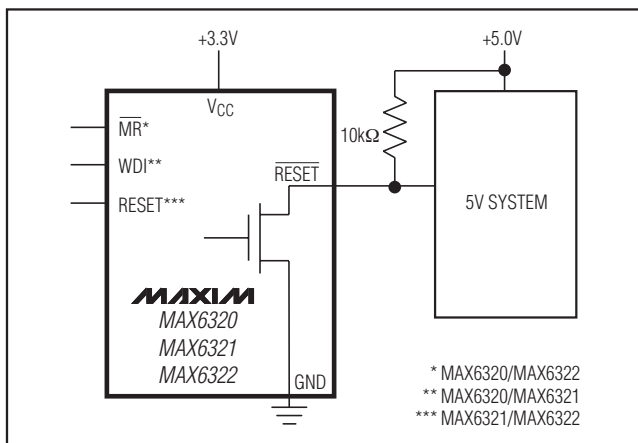 +3.3V
+5.0V
VCC
MR*
10kΩ
WDI**
RESET
RESET***
5V SYSTEM
MAXIM
MAX6320
MAX6321
MAX6322
GND
* MAX6320/MAX6322
** MAX6320/MAX6321
*** MAX6321/MAX6322